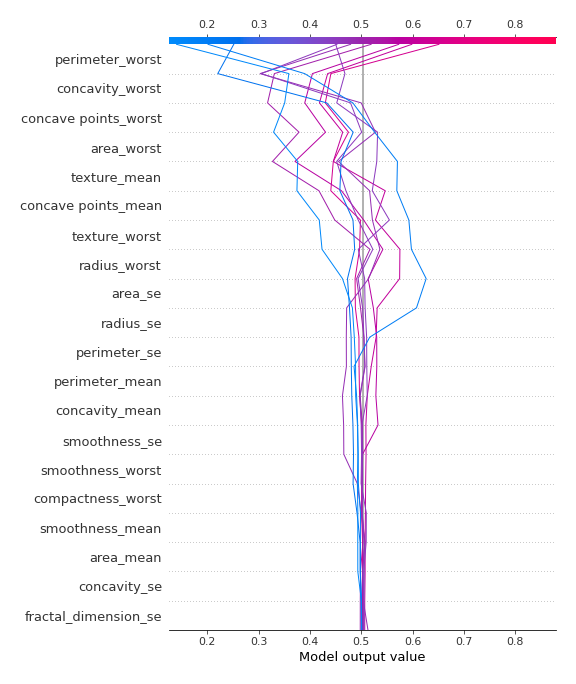 0.2 0.3 0.4 0.5 0.6 0.7 0.8
perimeter_worst
concavity_worst
concave points_worst
area_worst
texture_mean
concave points_mean
texture_worst
radius_worst
area_se
radius_se
perimeter_se
perimeter_mean
concavity_mean
smoothness_se
smoothness_worst
compactness_worst
smoothness_mean
area_mean
concavity_se
fractal_dimension_se
0.2 0.3 0.4 0.5 0.6 0.7 0.8
Model output value